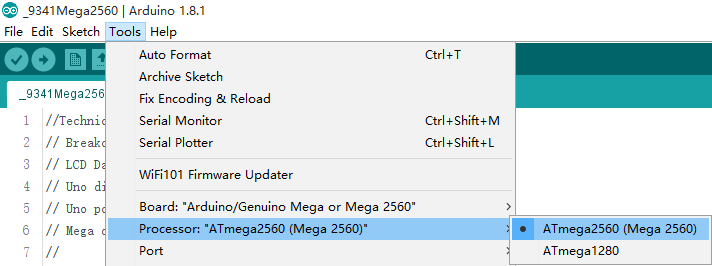 _9341Mega2560 | Arduino 1.8.1
File Edit Sketch Tools Help
Auto Format Ctrl+T
Archive Sketch
Fix Encoding & Reload
Serial Monitor Ctrl+Shift+M
Serial Plotter Ctrl+Shift+L
WiFi101 Firmware Updater
Board: "Arduino/Genuino Mega or Mega 2560"
Processor: "ATmega2560 (Mega 2560)"
Port
ATmega2560 (Mega 2560)
ATmega1280
_9341Mega256
1 //Technic
2 // Breako
3 // LCD Da
4 // Uno di
5 // Uno po
6 // Mega d
7 //